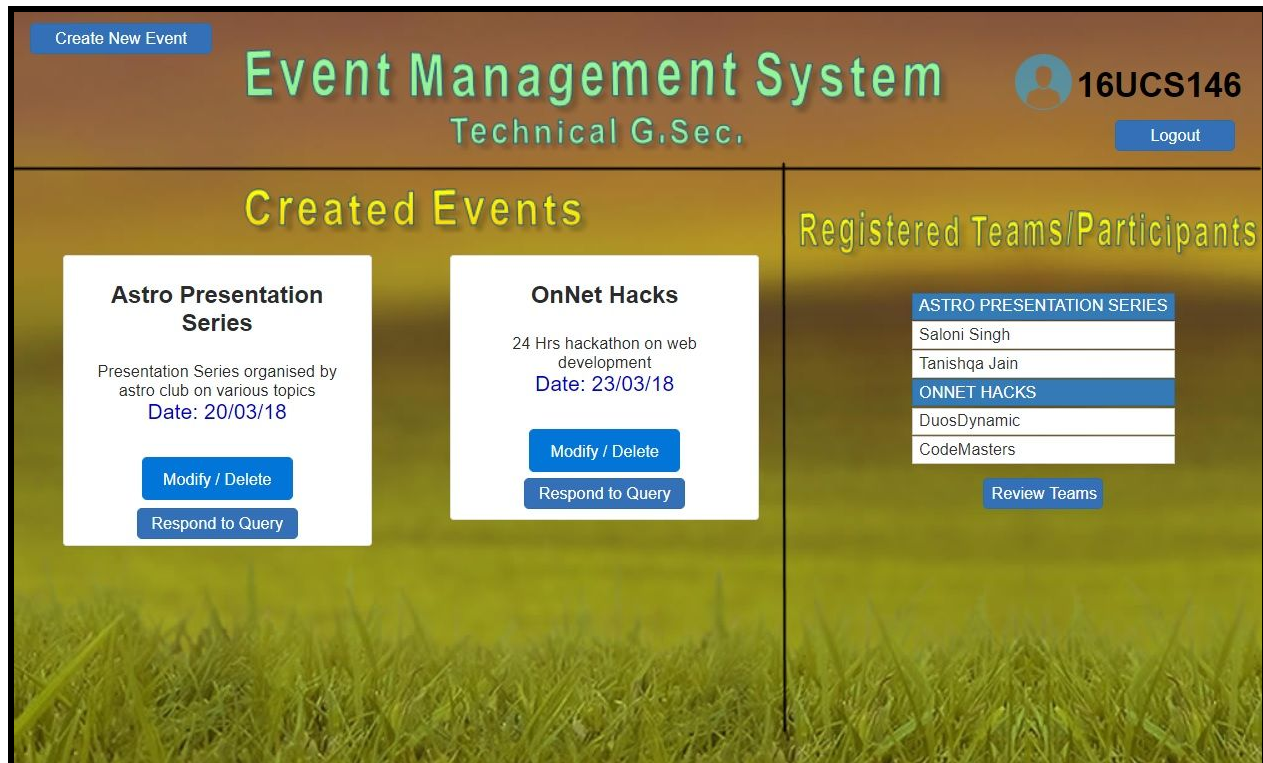 Create New Event
Event Management System
Technical G.Sec.
16UCS146
Logout
Created Events
Astro Presentation
Series
Presentation Series organised by
astro club on various topics
Date: 20/03/18
Modify / Delete
Respond to Query
OnNet Hacks
24 Hrs hackathon on web
development
Date: 23/03/18
Modify / Delete
Respond to Query
Registered Teams/Participants
ASTRO PRESENTATION SERIES
Saloni Singh
Tanishqa Jain
ONNET HACKS
DuosDynamic
CodeMasters
Review Teams